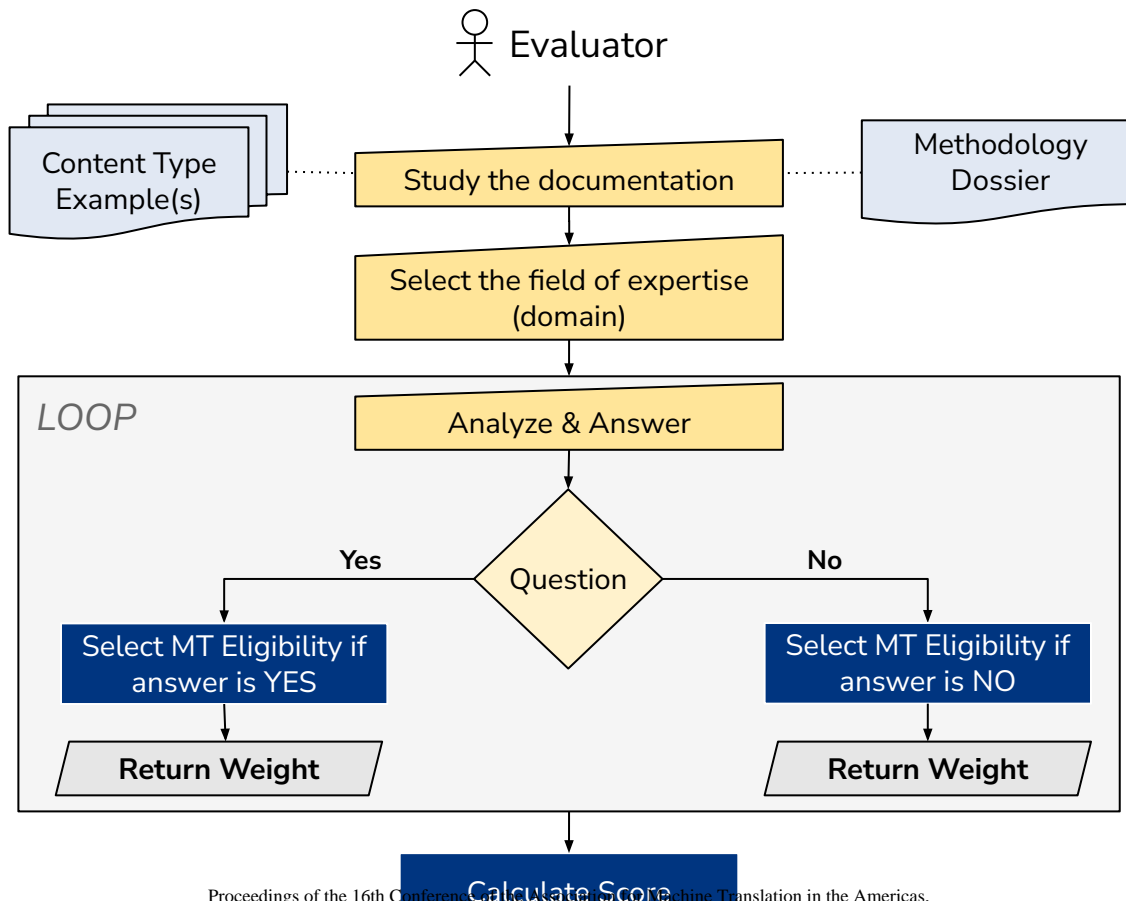 Evaluator
Content Type
Example(s)
Study the documentation
Methodology
Dossier
Select the field of expertise
(domain)
LOOP
Analyze & Answer
Yes
Question
No
Select MT Eligibility if
answer is YES
Select MT Eligibility if
answer is NO
Return Weight
Return Weight
Calculate Score
Proceedings of the 16th Conference of the Association for Machine Translation in the Americas.